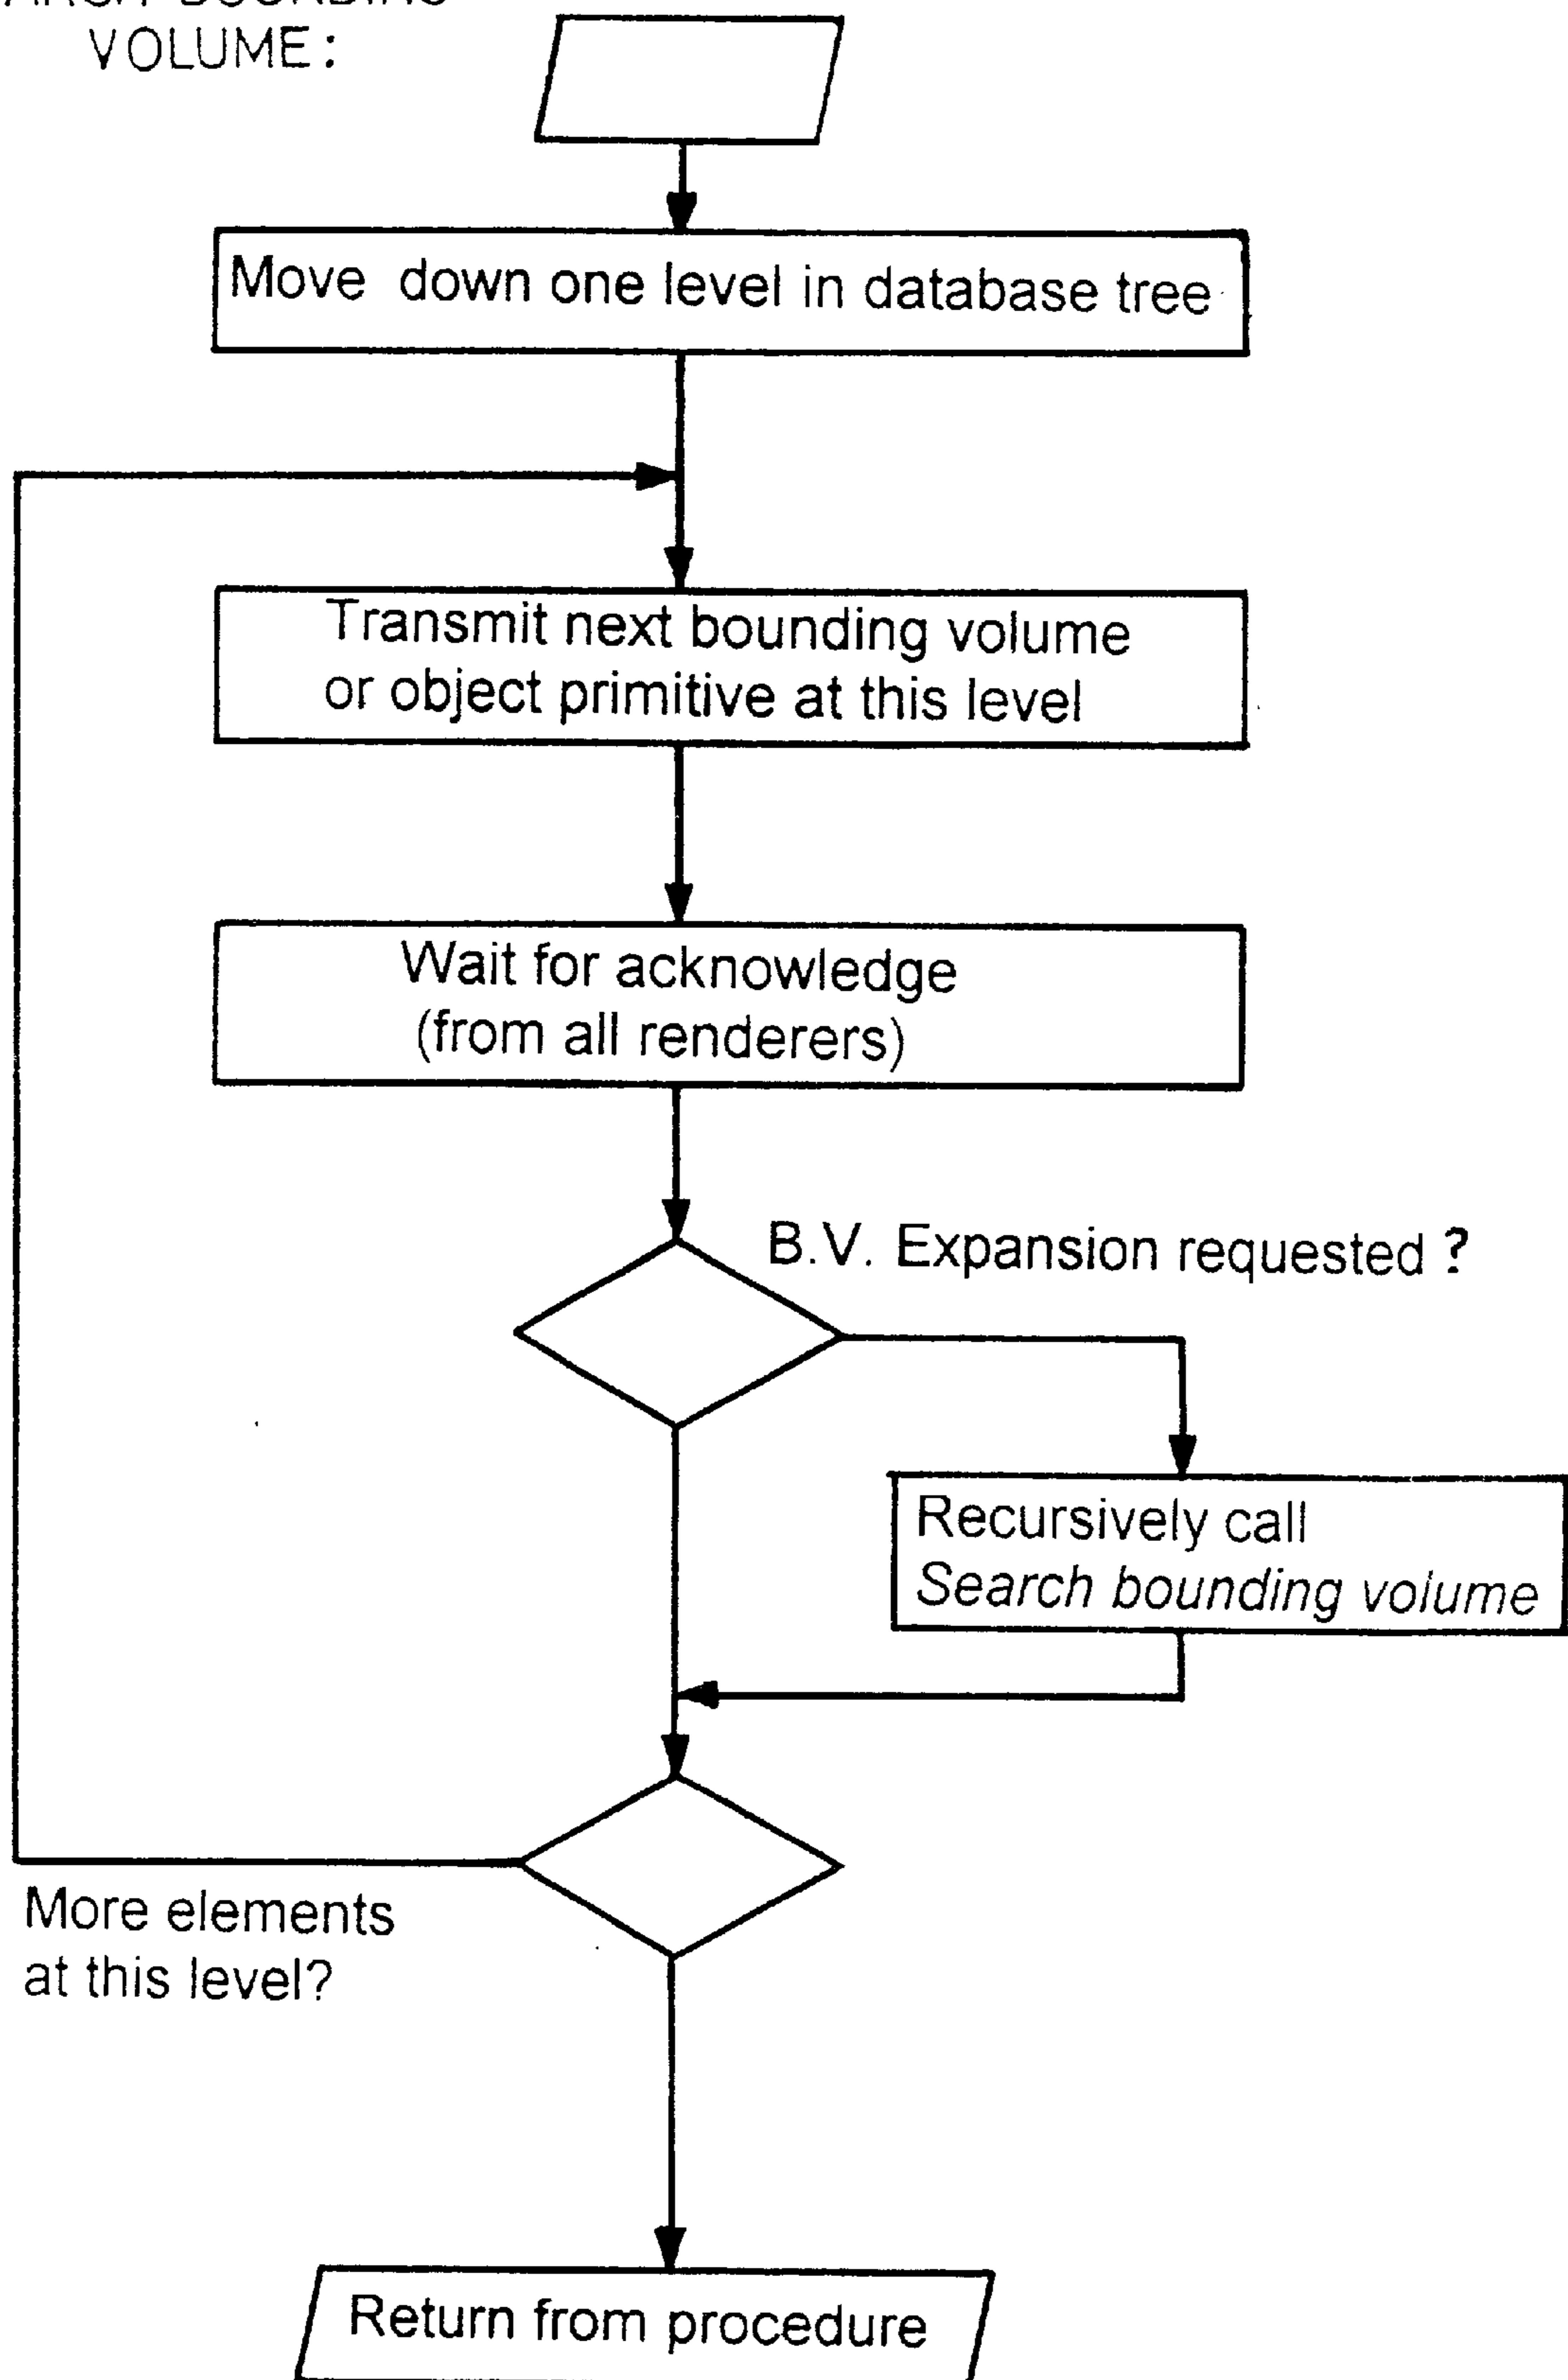 VOLUME:
Move down one level in database tree
Transmit next bounding volume
or object primitive at this level
Wait for acknowledge
(from all renderers)
B.V. Expansion requested ?
Recursively call
Search bounding volume
More elements
at this level?
Return from procedure